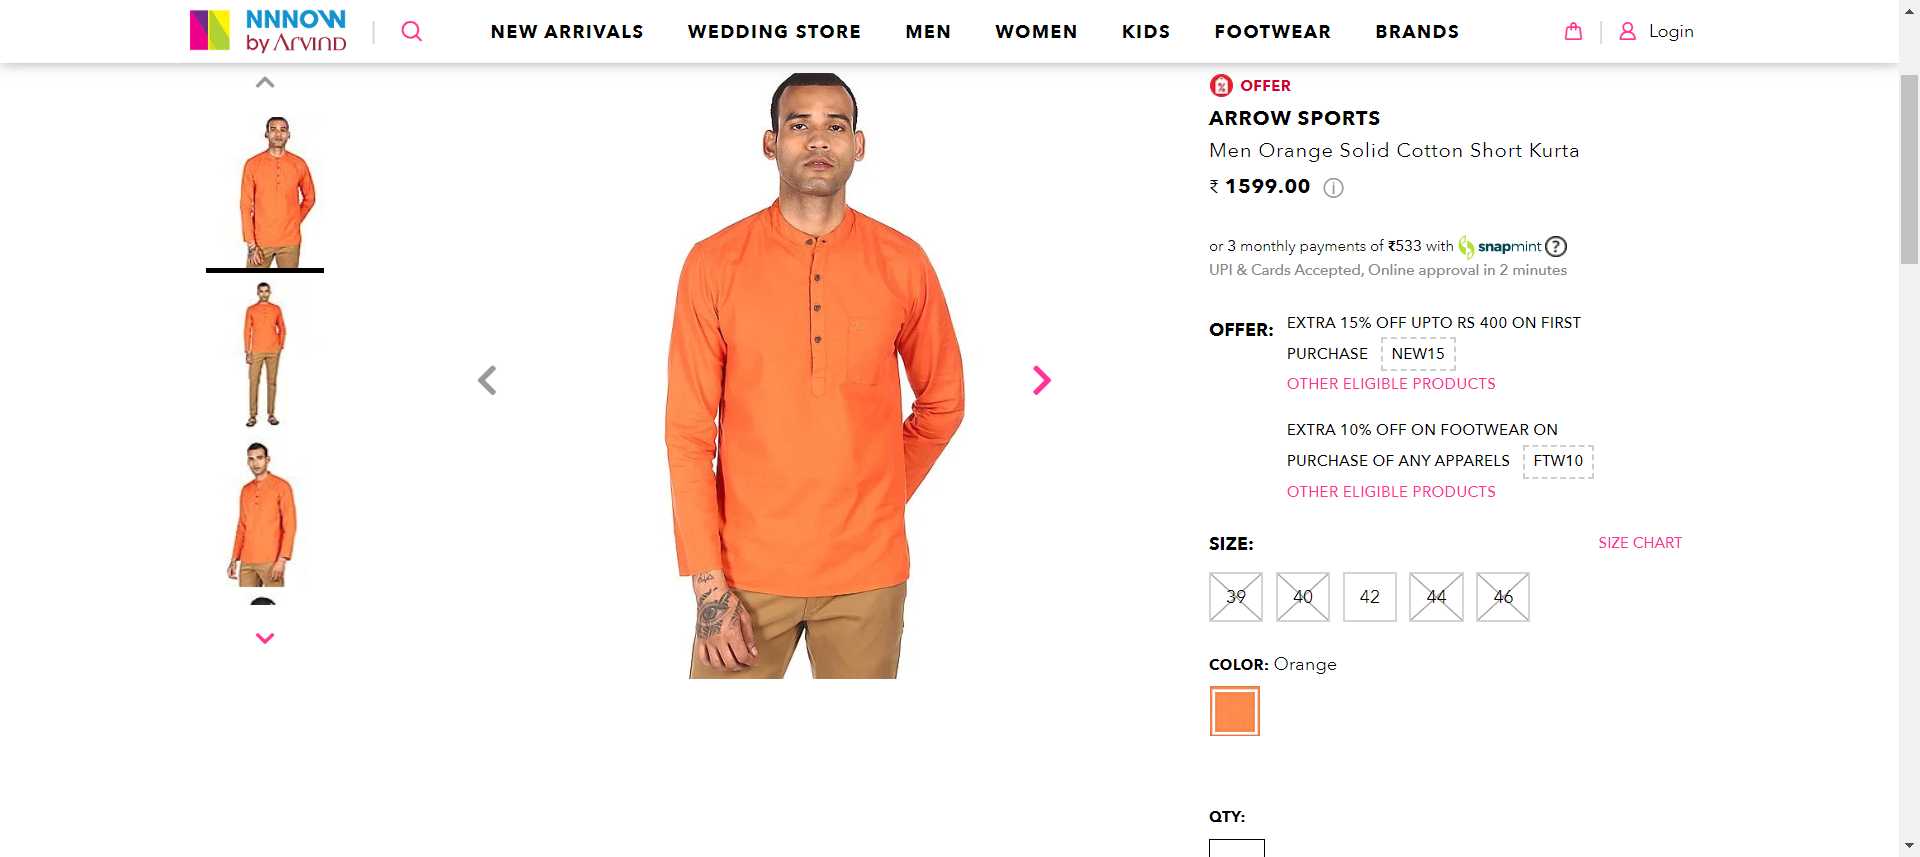 NNNOW
by Arvind
NEW ARRIVALS
WEDDING STORE
MEN
WOMEN
KIDS
FOOTWEAR
BRANDS
Login
OFFER
ARROW SPORTS
Men Orange Solid Cotton Short Kurta
₹ 1599.00
or 3 monthly payments of ₹533 with snapmint ?
UPI & Cards Accepted, Online approval in 2 minutes
OFFER:
EXTRA 15% OFF UPTO RS 400 ON FIRST
PURCHASE NEW15
OTHER ELIGIBLE PRODUCTS
EXTRA 10% OFF ON FOOTWEAR ON
PURCHASE OF ANY APPARELS FTW10
OTHER ELIGIBLE PRODUCTS
SIZE:
SIZE CHART
39 40 42 44 46
COLOR: Orange
QTY: